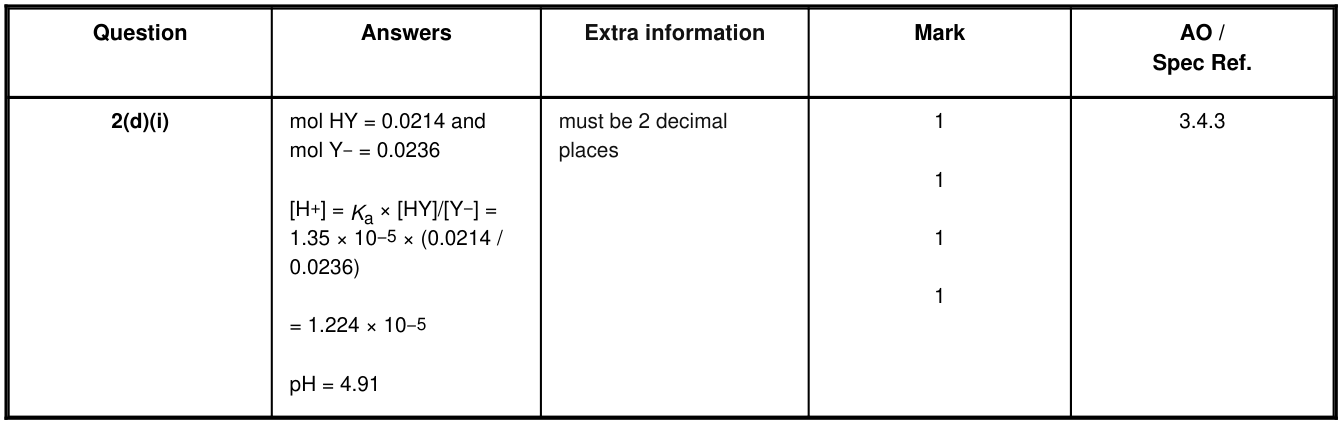 Question Answers Extra information Mark AO /
Spec Ref.
2(d)(i) mol HY = 0.0214 and must be 2 decimal 1 3.4.3
mol Y− = 0.0236 places
1
[H+] = Ka × [HY]/[Y−] =
1.35 × 10−5 × (0.0214 / 1
0.0236)
1
= 1.224 × 10−5
pH = 4.91